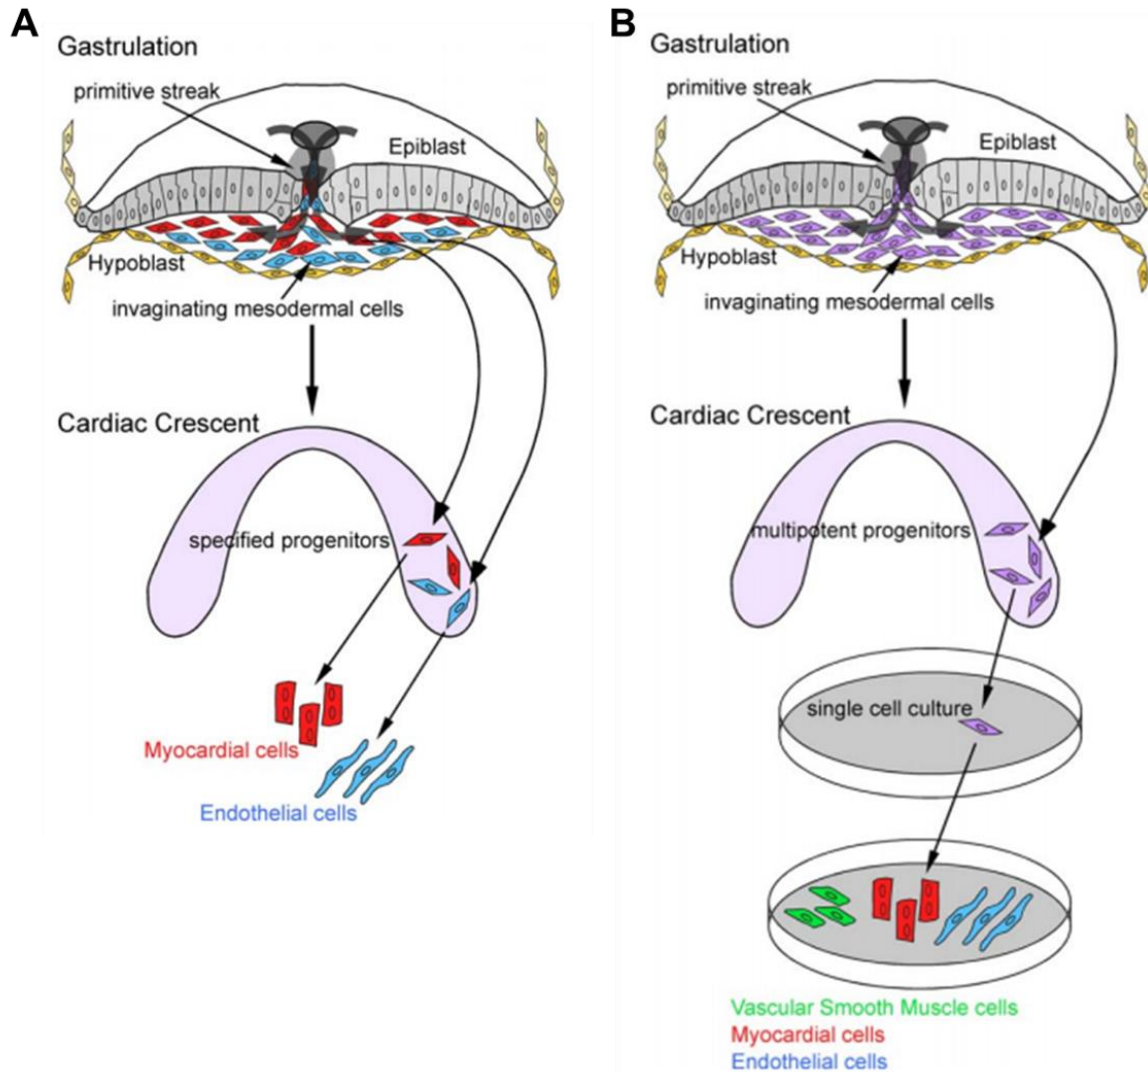 A
Gastrulation
primitive streak
Epiblast
Hypoblast
invaginating mesodermal cells
Cardiac Crescent
specified progenitors
Myocardial cells
Endothelial cells
B
Gastrulation
primitive streak
Epiblast
Hypoblast
invaginating mesodermal cells
Cardiac Crescent
multipotent progenitors
single cell culture
Vascular Smooth Muscle cells
Myocardial cells
Endothelial cells